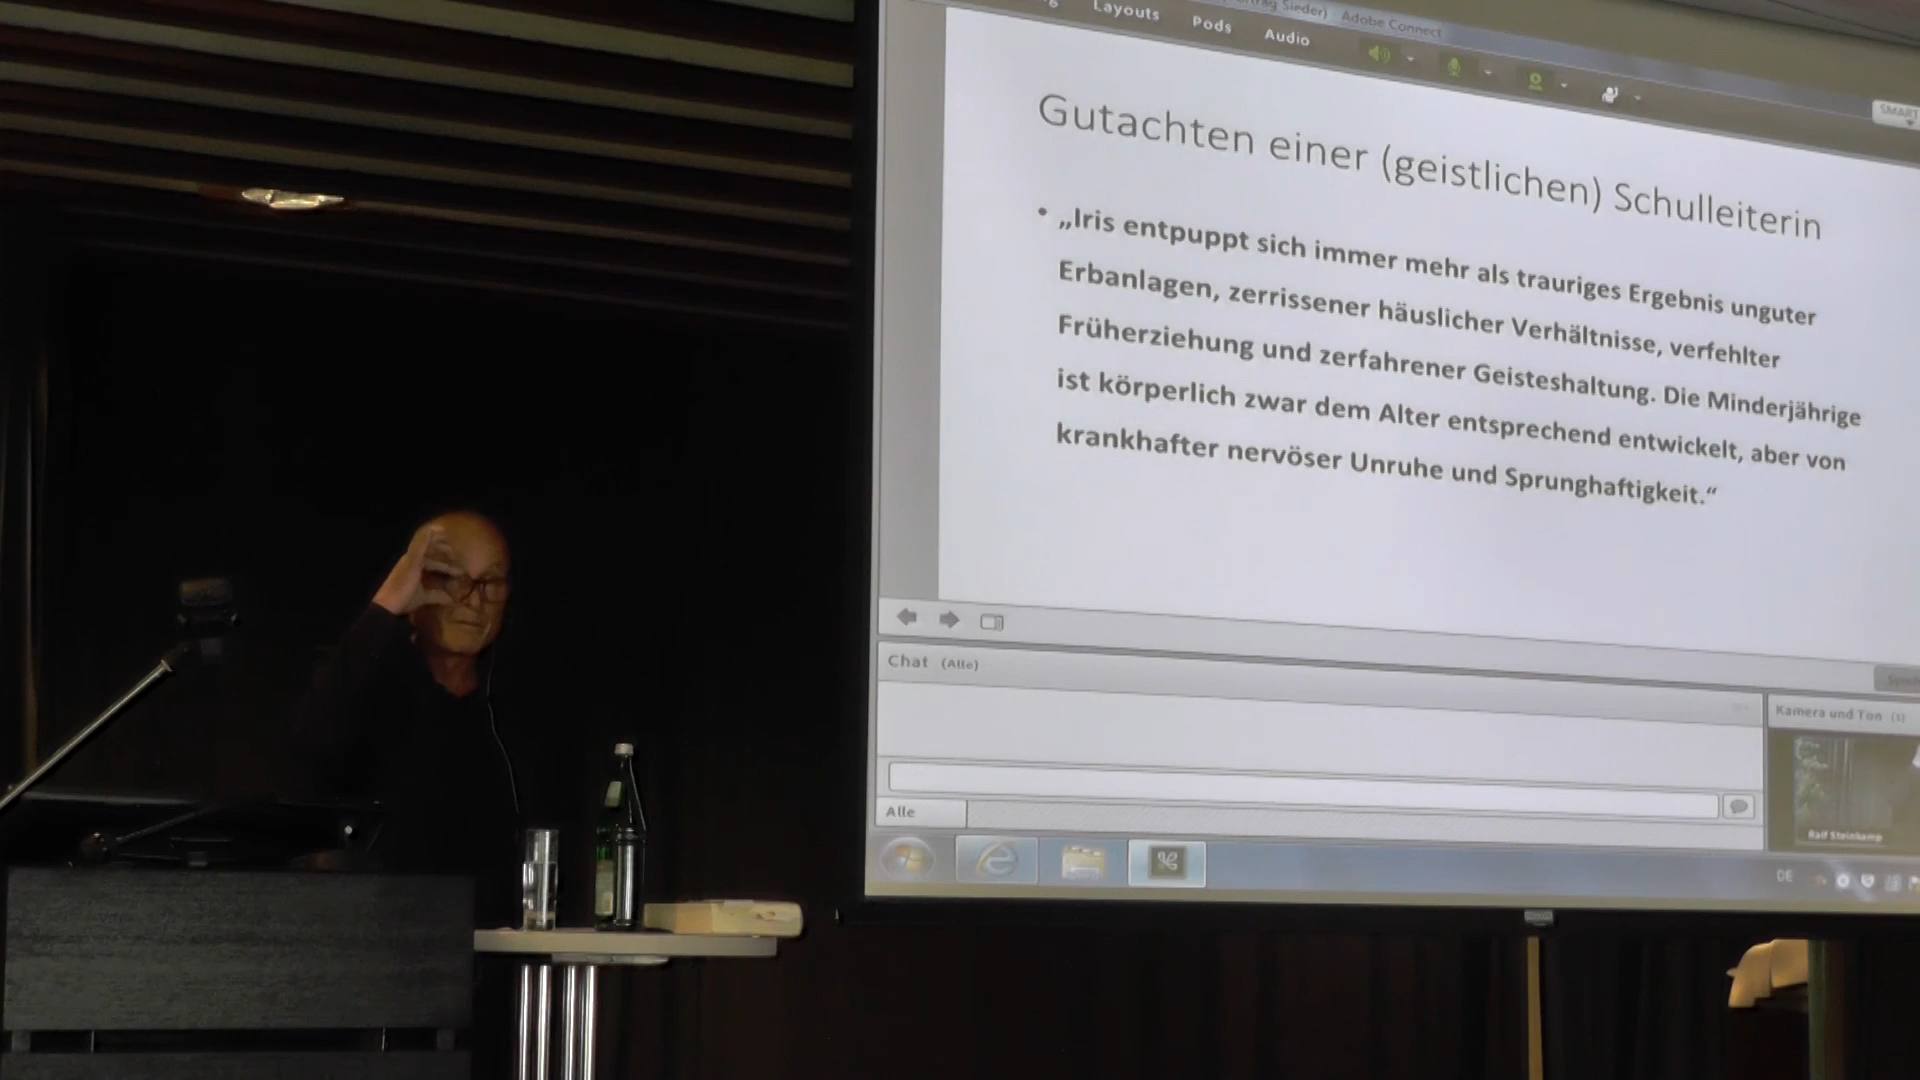 Sieder) Adobe Connect
Layouts Pods Audio
SMART
Gutachten einer (geistlichen) Schulleiterin
• „Iris entpuppt sich immer mehr als trauriges Ergebnis unguter
Erbanlagen, zerrissener häuslicher Verhältnisse, verfehlter
Früherziehung und zerfahrener Geisteshaltung. Die Minderjährige
ist körperlich zwar dem Alter entsprechend entwickelt, aber von
krankhafter nervöser Unruhe und Sprunghaftigkeit.“
Chat (Alle)
Kamera und Ton (1)
Ralf Steinkamp
Alle
DE